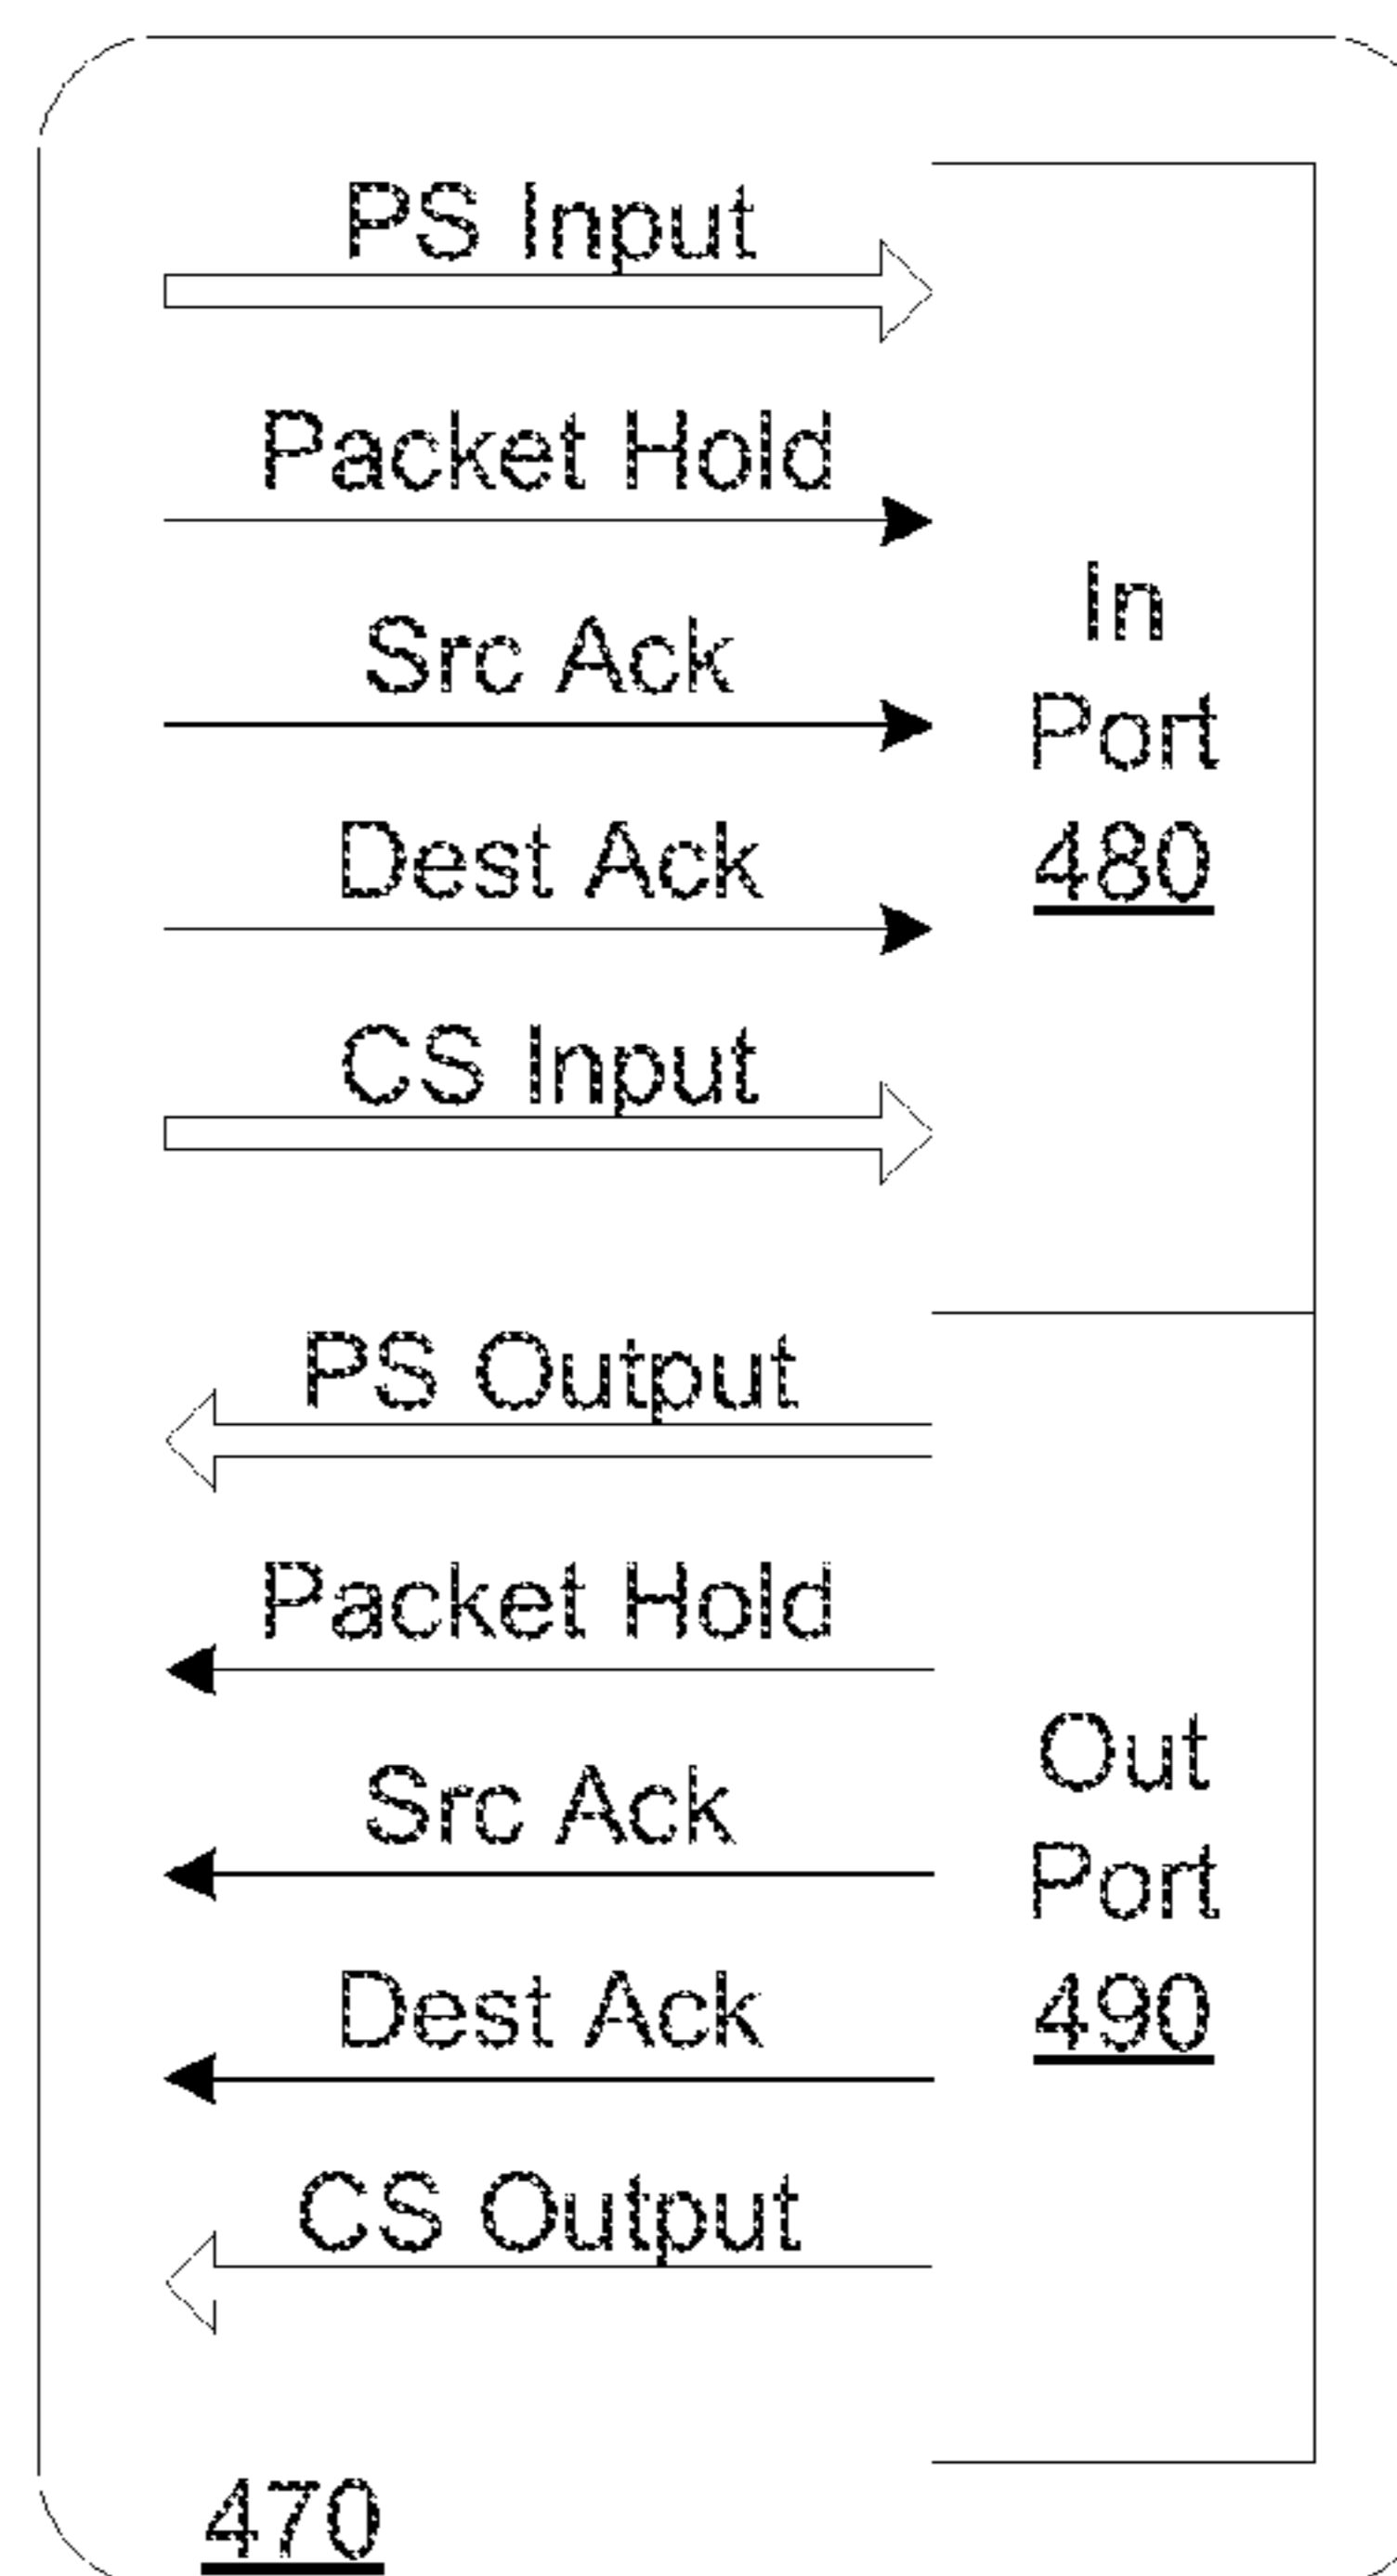 PS Input
Packet Hold
Src Ack
Dest Ack
CS Input
In
Port
480
PS Output
Packet Hold
Src Ack
Dest Ack
CS Output
Out
Port
490
470